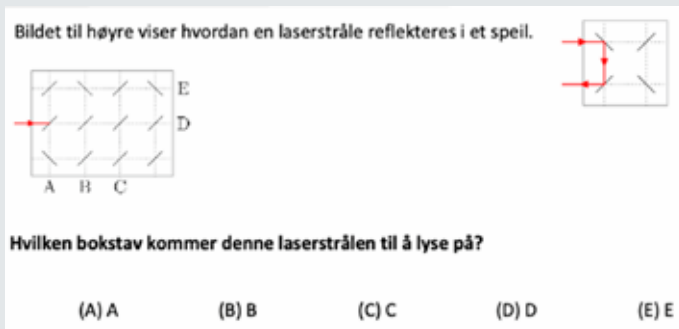 Bildet til høyre viser hvordan en laserstråle reflekteres i et speil.
E
D
A B C
Hvilken bokstav kommer denne laserstrålen til å lyse på?
(A) A (B) B (C) C (D) D (E) E